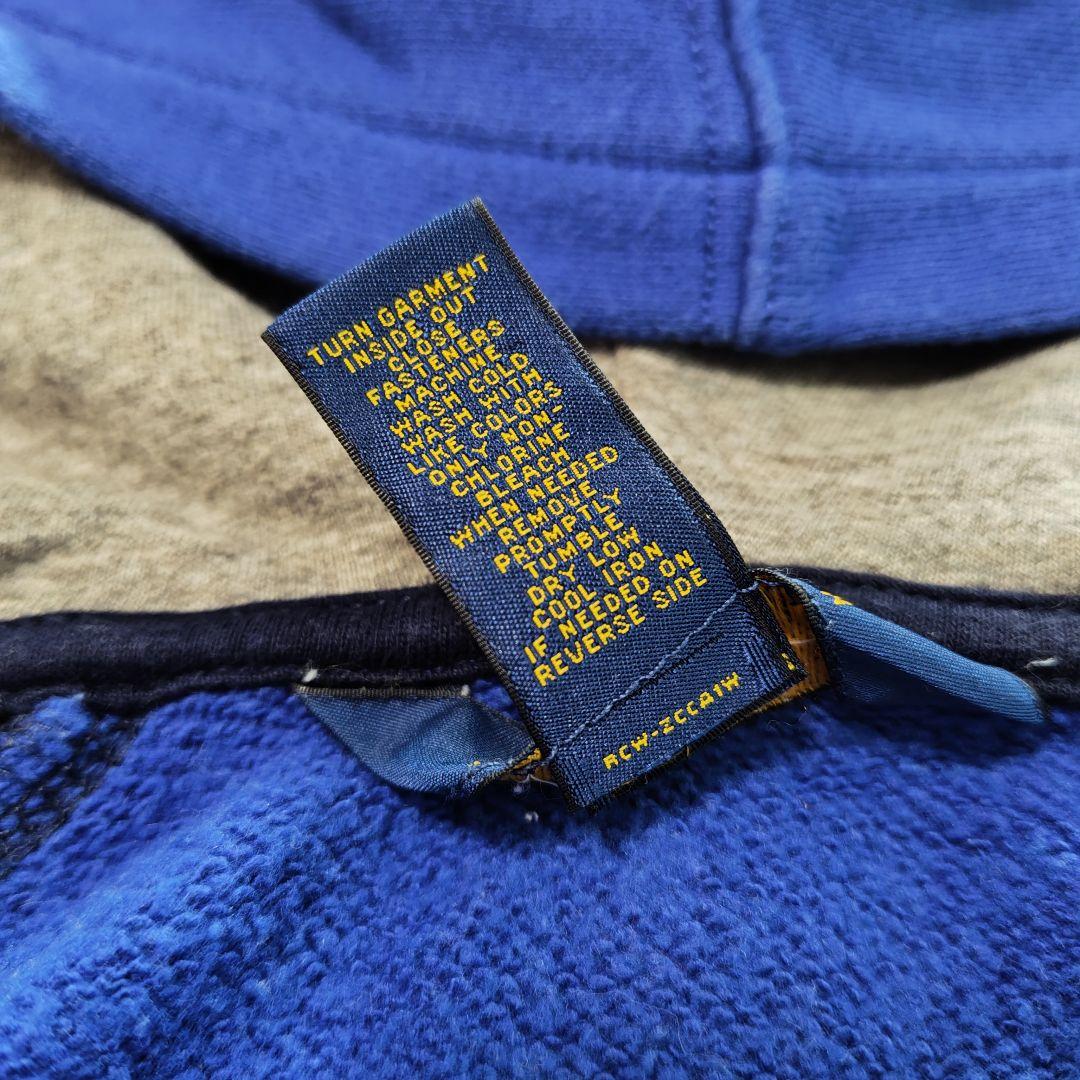 TURN GARMENT
INSIDE OUT
CLOSE
FASTENERS
MACHINE
WASH COLD
WASH WITH
LIKE COLORS
ONLY NON-
CHLORINE
BLEACH
WHEN NEEDED
REMOVE
PROMPTLY
TUMBLE
DRY LOW
COOL IRON
IF NEEDED ON
REVERSE SIDE
RCW-ZCCA1W